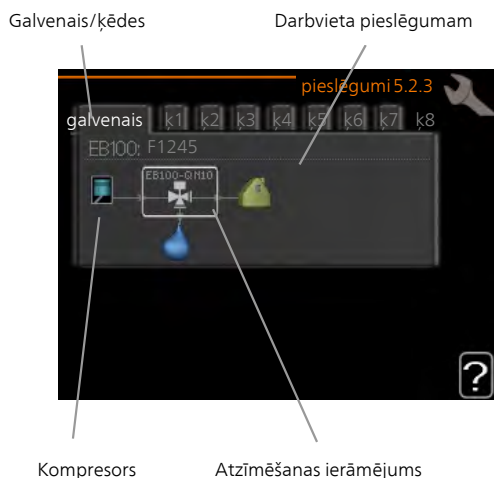 Galvenais/ķēdes Darbvieta pieslēgumam
pieslēgumi 5.2.3
galvenais ķ1 ķ2 ķ3 ķ4 ķ5 ķ6 ķ7 ķ8
EB100: F1245
EB100-QN10
?
Kompresors Atzīmēšanas ierāmējums